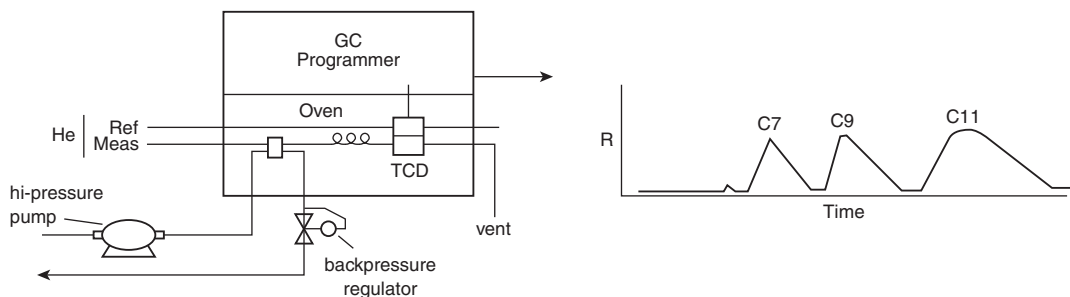 GC
Programmer
Oven
He
Ref
Meas
TCD
hi-pressure
pump
vent
backpressure
regulator
R
C7
C9
C11
Time